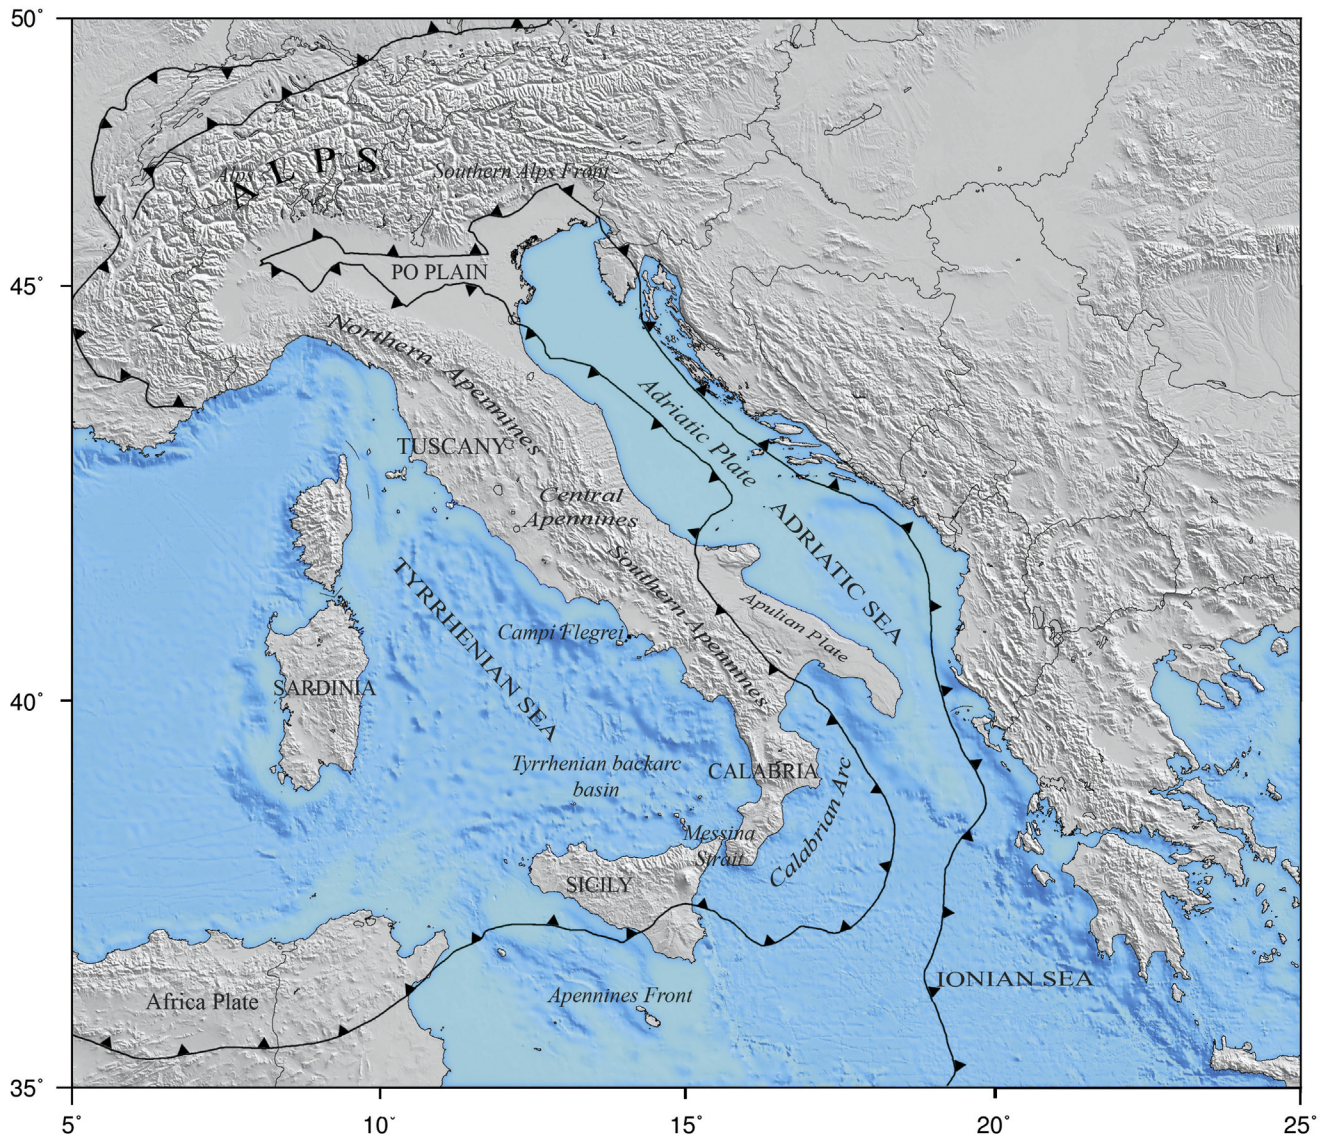 50°
Alps
ALPS
Southern Alps Front
PO PLAIN
45°
Northern Apennines
TUSCANY
Adriatic Plate
Central
Apennines
ADRIATIC SEA
Southern Apennines
TYRRHENIAN SEA
Apulian Plate
Campi Flegrei
SARDINIA
40°
Tyrrhenian backarc
basin
CALABRIA
Calabrian Arc
Messina
Strait
SICILY
IONIAN SEA
Africa Plate
Apennines Front
35°
5°
10°
15°
20°
25°